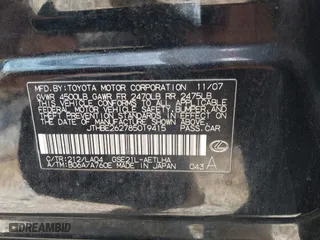 MFD. BY: TOYOTA MOTOR CORPORATION 11/07
GVWR 4500LB GAWR FR 2470LB RR 2475LB
THIS VEHICLE CONFORMS TO ALL APPLICABLE
FEDERAL MOTOR VEHICLE SAFETY, BUMPER, AND
THEFT PREVENTION STANDARDS IN EFFECT ON THE
DATE OF MANUFACTURE SHOWN ABOVE.
JTHBE262785019415 PASS.CAR
C/TR:212/LA04 GSE21L-AETLHA
A/TM:B06A/A760E MADE IN JAPAN 043 A
DREAMBID